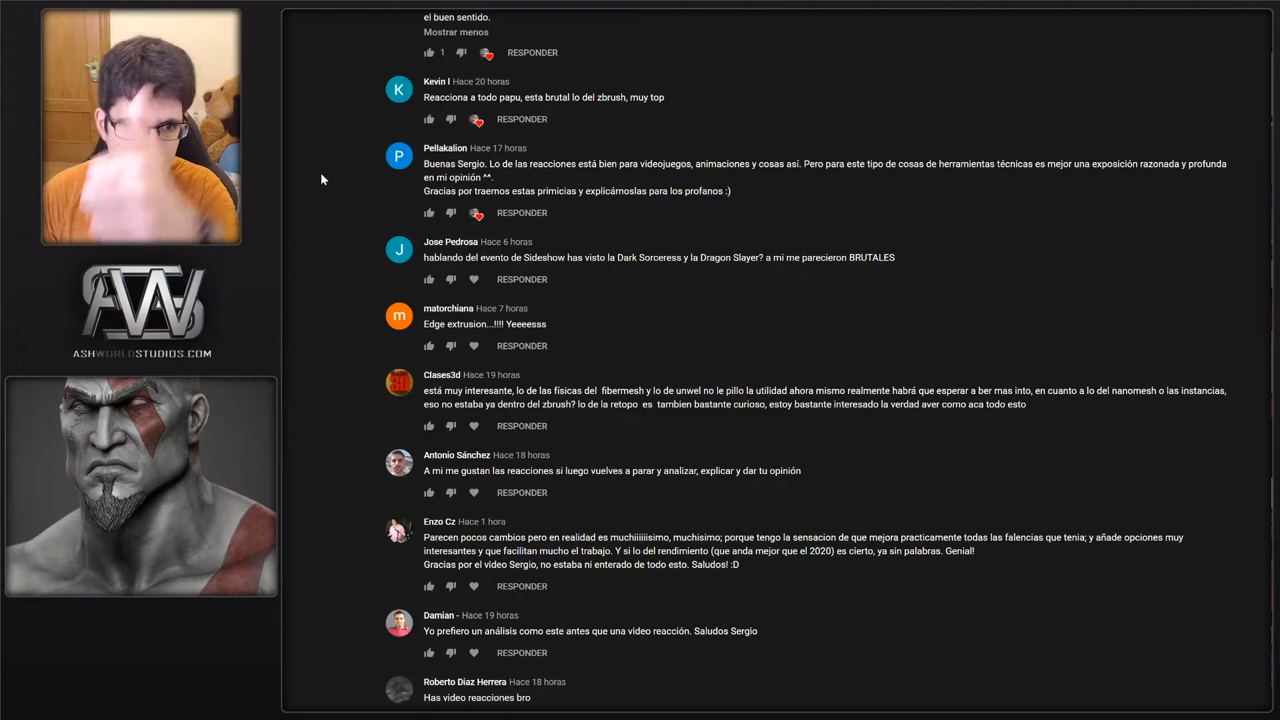 el buen sentido.
Mostrar menos
1 RESPONDER
Kevin l Hace 20 horas
Reacciona a todo papu, esta brutal lo del zbrush, muy top
RESPONDER
Pellakalion Hace 17 horas
Buenas Sergio. Lo de las reacciones está bien para videojuegos, animaciones y cosas así. Pero para este tipo de cosas de herramientas técnicas es mejor una exposición razonada y profunda
en mi opinión ^^.
Gracias por traernos estas primicias y explicárnoslas para los profanos :)
RESPONDER
Jose Pedrosa Hace 6 horas
hablando del evento de Sideshow has visto la Dark Sorceress y la Dragon Slayer? a mi me parecieron BRUTALES
RESPONDER
matorchiana Hace 7 horas
Edge extrusion...!!!! Yeeeesss
RESPONDER
Clases3d Hace 19 horas
está muy interesante, lo de las físicas del fibermesh y lo de unwel no le pillo la utilidad ahora mismo realmente habrá que esperar a ber mas into, en cuanto a lo del nanomesh o las instancias,
eso no estaba ya dentro del zbrush? lo de la retopo es tambien bastante curioso, estoy bastante interesado la verdad aver como aca todo esto
RESPONDER
Antonio Sánchez Hace 18 horas
A mi me gustan las reacciones si luego vuelves a parar y analizar, explicar y dar tu opinión
RESPONDER
Enzo Cz Hace 1 hora
Parecen pocos cambios pero en realidad es muchiiiiiisimo, muchisimo; porque tengo la sensacion de que mejora practicamente todas las falencias que tenia; y añade opciones muy
interesantes y que facilitan mucho el trabajo. Y si lo del rendimiento (que anda mejor que el 2020) es cierto, ya sin palabras. Genial!
Gracias por el video Sergio, no estaba ni enterado de todo esto. Saludos! :D
RESPONDER
Damian - Hace 19 horas
Yo prefiero un análisis como este antes que una video reacción. Saludos Sergio
RESPONDER
Roberto Diaz Herrera Hace 18 horas
Has video reacciones bro
K
P
J
m
3D
ASW
ASHWORLDSTUDIOS.COM